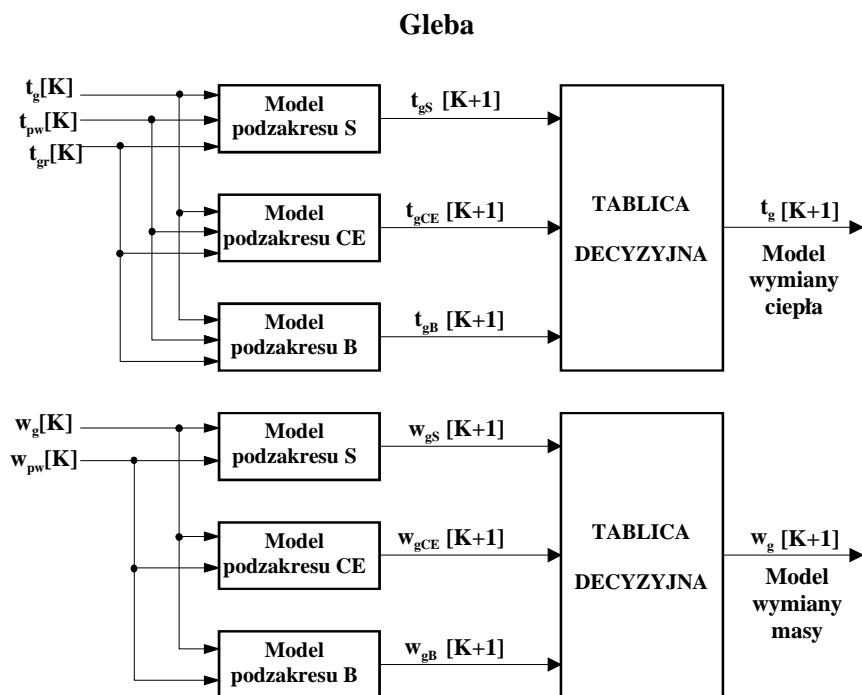 Gleba
t_g[K]
t_pw[K]
t_gr[K]
Model
podzakresu S
t_gS [K+1]
Model
podzakresu CE
t_gCE [K+1]
Model
podzakresu B
t_gB [K+1]
TABLICA
DECYZYJNA
t_g [K+1]
Model
wymiany
ciepła
w_g[K]
w_pw[K]
Model
podzakresu S
w_gS [K+1]
Model
podzakresu CE
w_gCE [K+1]
Model
podzakresu B
w_gB [K+1]
TABLICA
DECYZYJNA
w_g [K+1]
Model
wymiany
masy